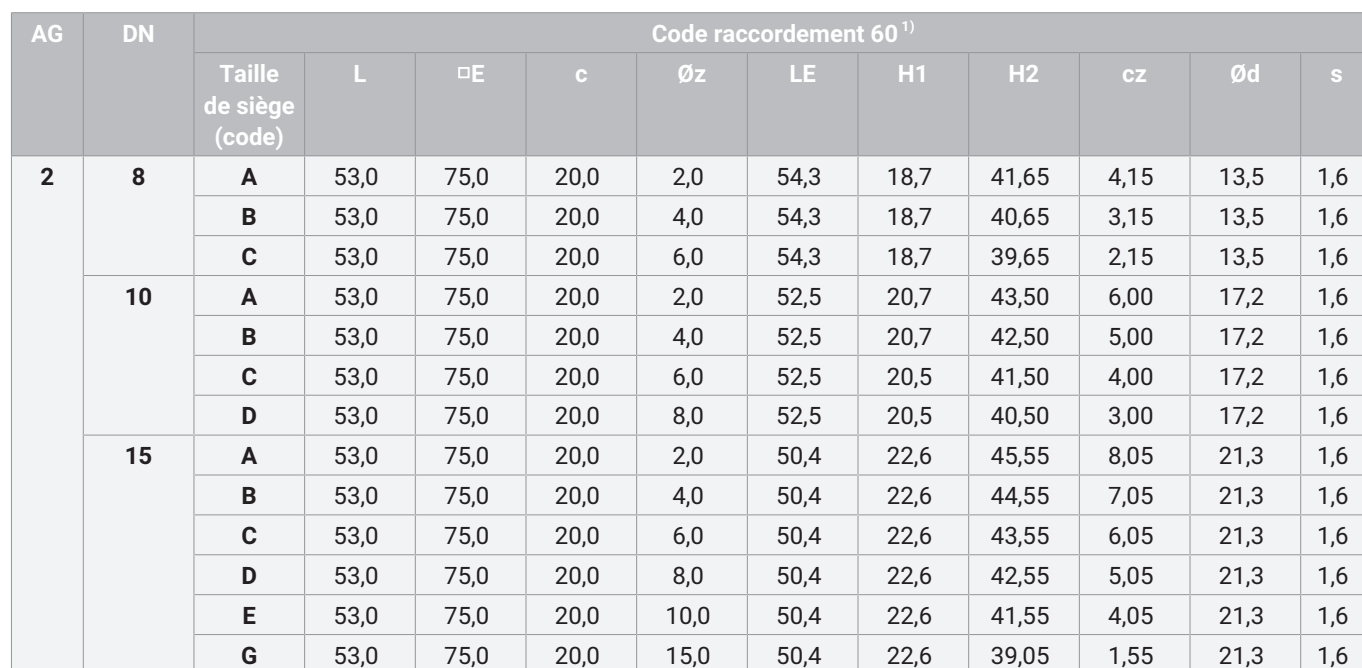 AG DN Code raccordement 60 1)
Taille de siège (code) L □E c Øz LE H1 H2 cz Ød s
2 8 A 53,0 75,0 20,0 2,0 54,3 18,7 41,65 4,15 13,5 1,6
B 53,0 75,0 20,0 4,0 54,3 18,7 40,65 3,15 13,5 1,6
C 53,0 75,0 20,0 6,0 54,3 18,7 39,65 2,15 13,5 1,6
10 A 53,0 75,0 20,0 2,0 52,5 20,7 43,50 6,00 17,2 1,6
B 53,0 75,0 20,0 4,0 52,5 20,7 42,50 5,00 17,2 1,6
C 53,0 75,0 20,0 6,0 52,5 20,5 41,50 4,00 17,2 1,6
D 53,0 75,0 20,0 8,0 52,5 20,5 40,50 3,00 17,2 1,6
15 A 53,0 75,0 20,0 2,0 50,4 22,6 45,55 8,05 21,3 1,6
B 53,0 75,0 20,0 4,0 50,4 22,6 44,55 7,05 21,3 1,6
C 53,0 75,0 20,0 6,0 50,4 22,6 43,55 6,05 21,3 1,6
D 53,0 75,0 20,0 8,0 50,4 22,6 42,55 5,05 21,3 1,6
E 53,0 75,0 20,0 10,0 50,4 22,6 41,55 4,05 21,3 1,6
G 53,0 75,0 20,0 15,0 50,4 22,6 39,05 1,55 21,3 1,6